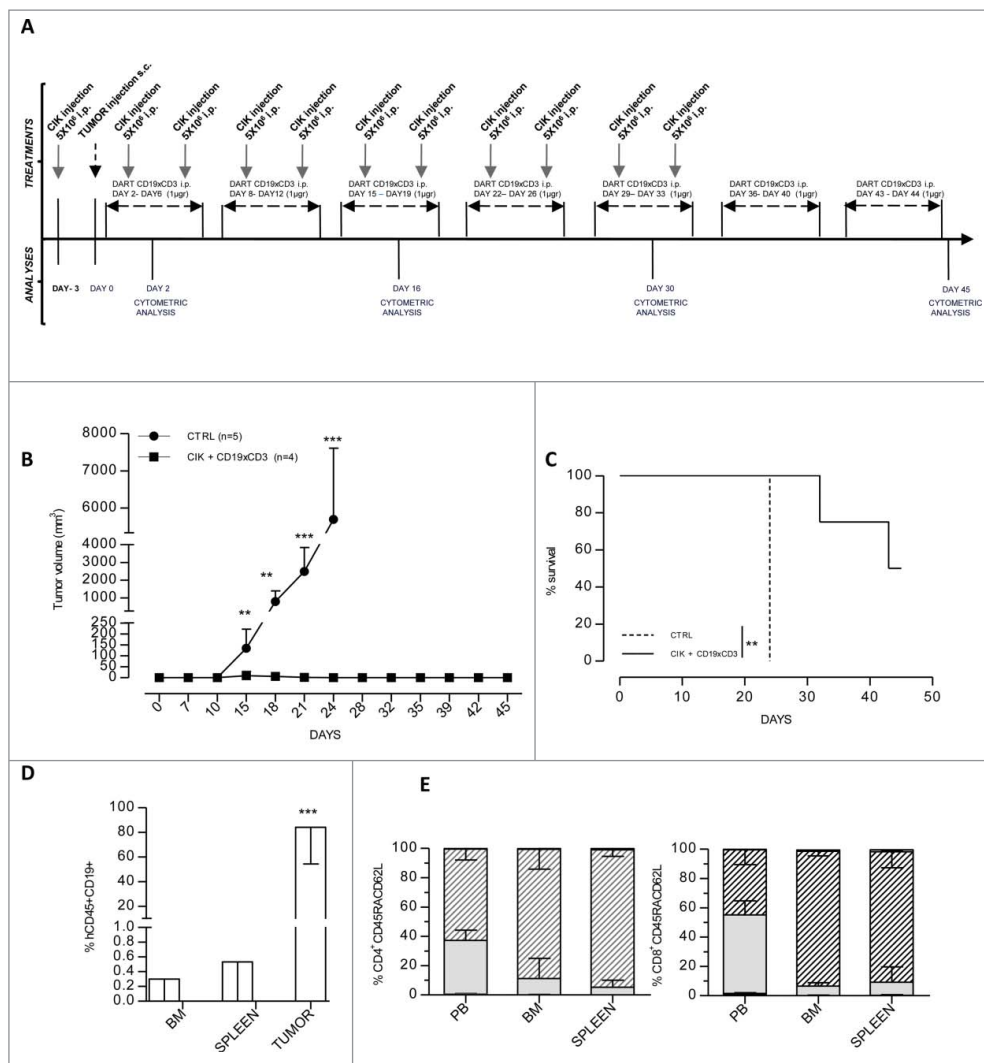 A
TREATMENTS
ANALYSES
CIK injection
5X10⁶ i.p.
TUMOR injection s.c.
CIK injection
5X10⁶ i.p.
CIK injection
5X10⁶ i.p.
CIK injection
5X10⁶ i.p.
CIK injection
5X10⁶ i.p.
CIK injection
5X10⁶ i.p.
CIK injection
5X10⁶ i.p.
CIK injection
5X10⁶ i.p.
CIK injection
5X10⁶ i.p.
CIK injection
5X10⁶ i.p.
CIK injection
5X10⁶ i.p.
DART CD19xCD3 i.p.
DAY 2- DAY6 (1µgr)
DART CD19xCD3 i.p.
DAY 8- DAY12 (1µgr)
DART CD19xCD3 i.p.
DAY 15 – DAY19 (1µgr)
DART CD19xCD3 i.p.
DAY 22– DAY 26 (1µgr)
DART CD19xCD3 i.p.
DAY 29– DAY 33 (1µgr)
DART CD19xCD3 i.p.
DAY 36- DAY 40 (1µgr)
DART CD19xCD3 i.p.
DAY 43 - DAY 44 (1µgr)
DAY- 3
DAY 0
DAY 2
CYTOMETRIC
ANALYSIS
DAY 16
CYTOMETRIC
ANALYSIS
DAY 30
CYTOMETRIC
ANALYSIS
DAY 45
CYTOMETRIC
ANALYSIS
B
Tumor volume (mm³)
8000
7000
6000
4000
3000
2000
1000
250
200
150
100
50
0
CTRL (n=5)
CIK + CD19xCD3 (n=4)
**
**
***
***
0 7 10 15 18 21 24 28 32 35 39 42 45
DAYS
C
% survival
100
80
60
40
20
0
CTRL
CIK + CD19xCD3
**
0 10 20 30 40 50
DAYS
D
% hCD45+CD19+
100
80
60
40
20
1.0
0.8
0.6
0.4
0.2
0.0
***
BM SPLEEN TUMOR
E
% CD4⁺CD45RACD62L
100
80
60
40
20
0
PB BM SPLEEN
% CD8⁺CD45RACD62L
100
80
60
40
20
0
PB BM SPLEEN